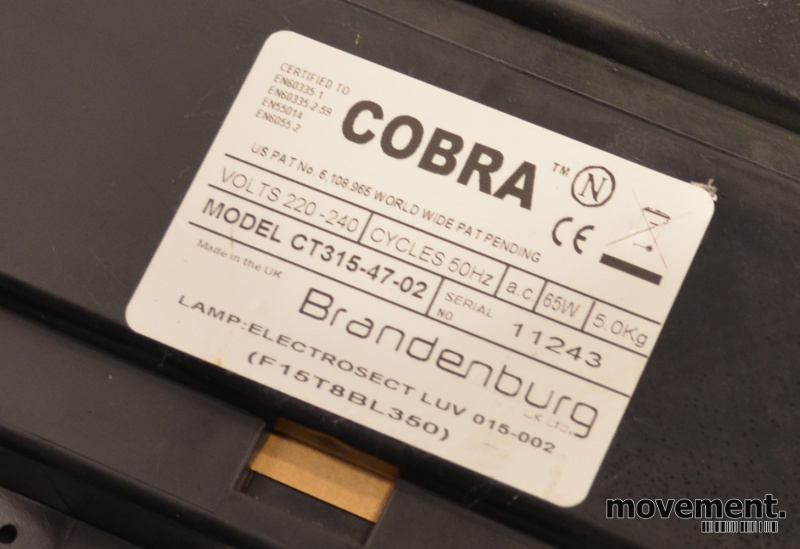 CERTIFIED TO
EN60335.1
EN60335-2-59
EN55014
EN6055.2
COBRA ™ N
US PAT No. 6,108,965 WORLD WIDE PAT PENDING
CE
VOLTS 220-240 CYCLES 50Hz a.c. 65W 5.0Kg
MODEL CT315-47-02 SERIAL NO 11243
Made in the UK
Brandenburg
UK Ltd.
LAMP:ELECTROSECT LUV 015-002
(F15T8BL350)
movement.